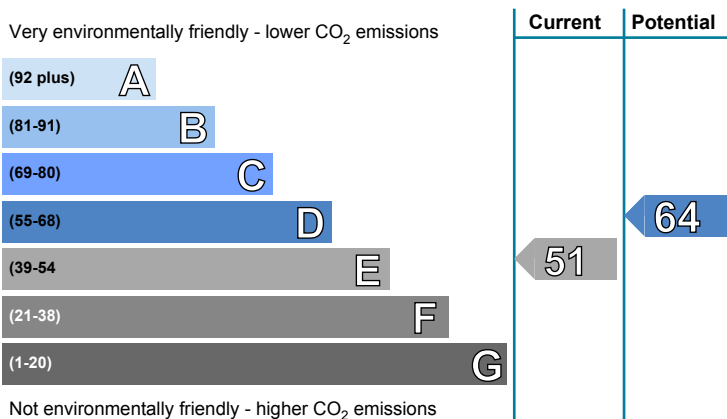 Current Potential
Very environmentally friendly - lower CO2 emissions
(92 plus) A
(81-91) B
(69-80) C
(55-68) D
64
(39-54 E
51
(21-38) F
(1-20) G
Not environmentally friendly - higher CO2 emissions